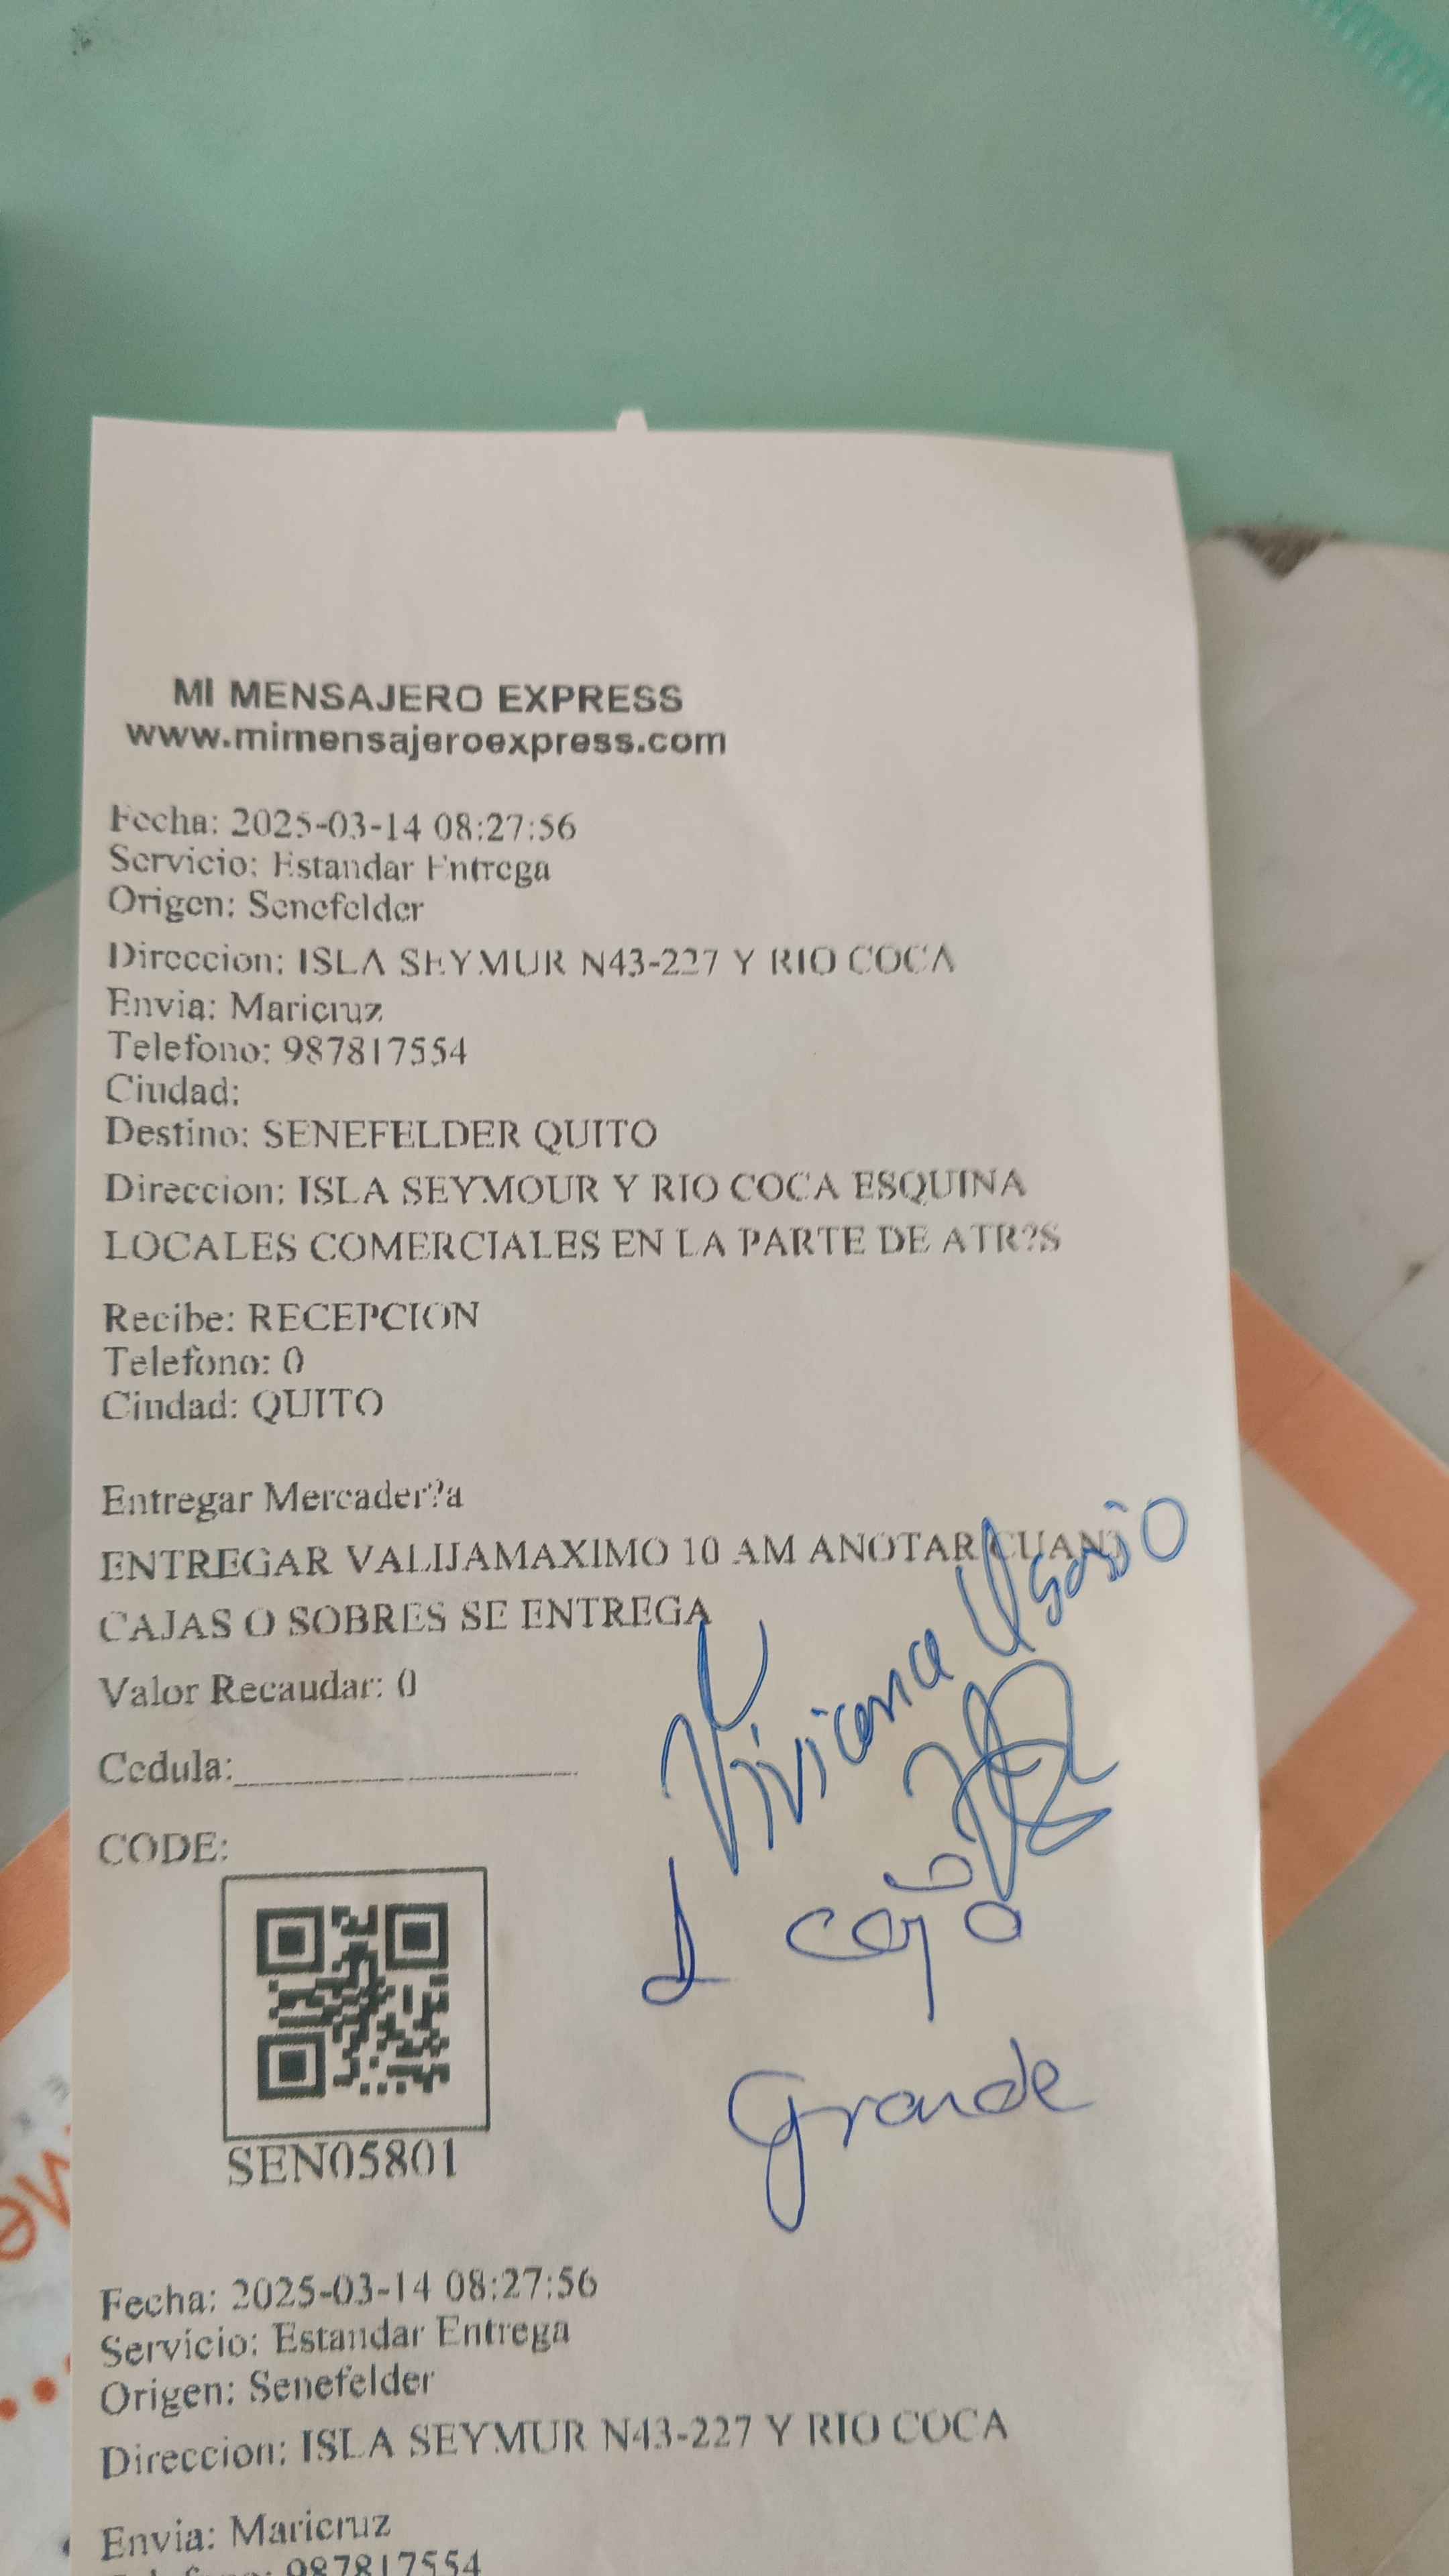 MI MENSAJERO EXPRESS
www.mimensajeroexpress.com
Fecha: 2025-03-14 08:27:56
Servicio: Estandar Entrega
Origen: Senefelder
Direccion: ISLA SEYMUR N43-227 Y RIO COCA
Envia: Maricruz
Telefono: 987817554
Ciudad:
Destino: SENEFELDER QUITO
Direccion: ISLA SEYMOUR Y RIO COCA ESQUINA
LOCALES COMERCIALES EN LA PARTE DE ATR?S
Recibe: RECEPCION
Telefono: 0
Ciudad: QUITO
Entregar Mercader?a
ENTREGAR VALIJAMAXIMO 10 AM ANOTAR
CAJAS O SOBRES SE ENTREGA
Valor Recaudar: 0
Viviana
Cedula:
CODE:
1 caja
Grande
SEN05801
Fecha: 2025-03-14 08:27:56
Servicio: Estandar Entrega
Origen: Senefelder
Direccion: ISLA SEYMUR N43-227 Y RIO COCA
Envia: Maricruz
987817554